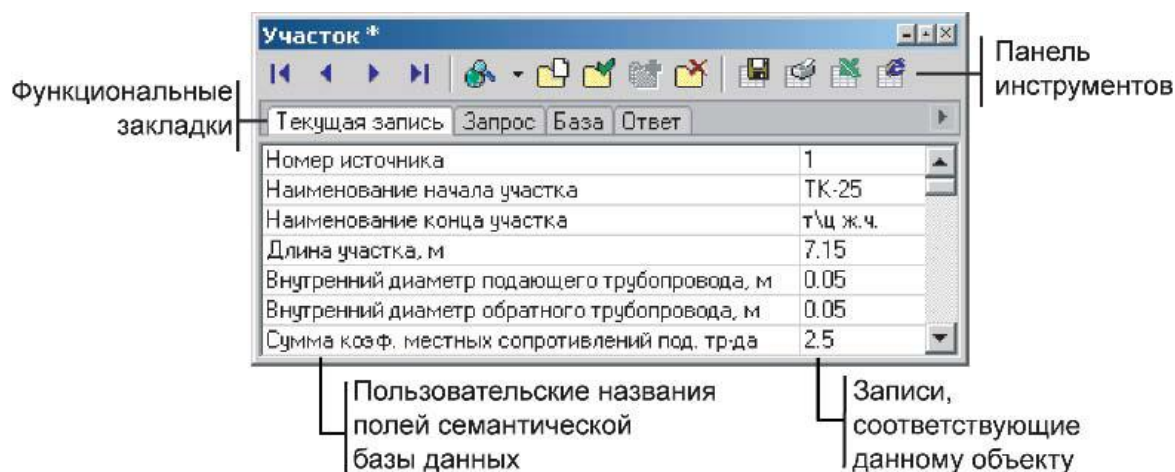 Участок *
Панель
инструментов
Функциональные
закладки
Текущая запись Запрос База Ответ
Номер источника 1
Наименование начала участка ТК-25
Наименование конца участка т\ц ж.ч.
Длина участка, м 7.15
Внутренний диаметр подающего трубопровода, м 0.05
Внутренний диаметр обратного трубопровода, м 0.05
Сумма коэф. местных сопротивлений под. тр-да 2.5
Пользовательские названия
полей семантической
базы данных
Записи,
соответствующие
данному объекту